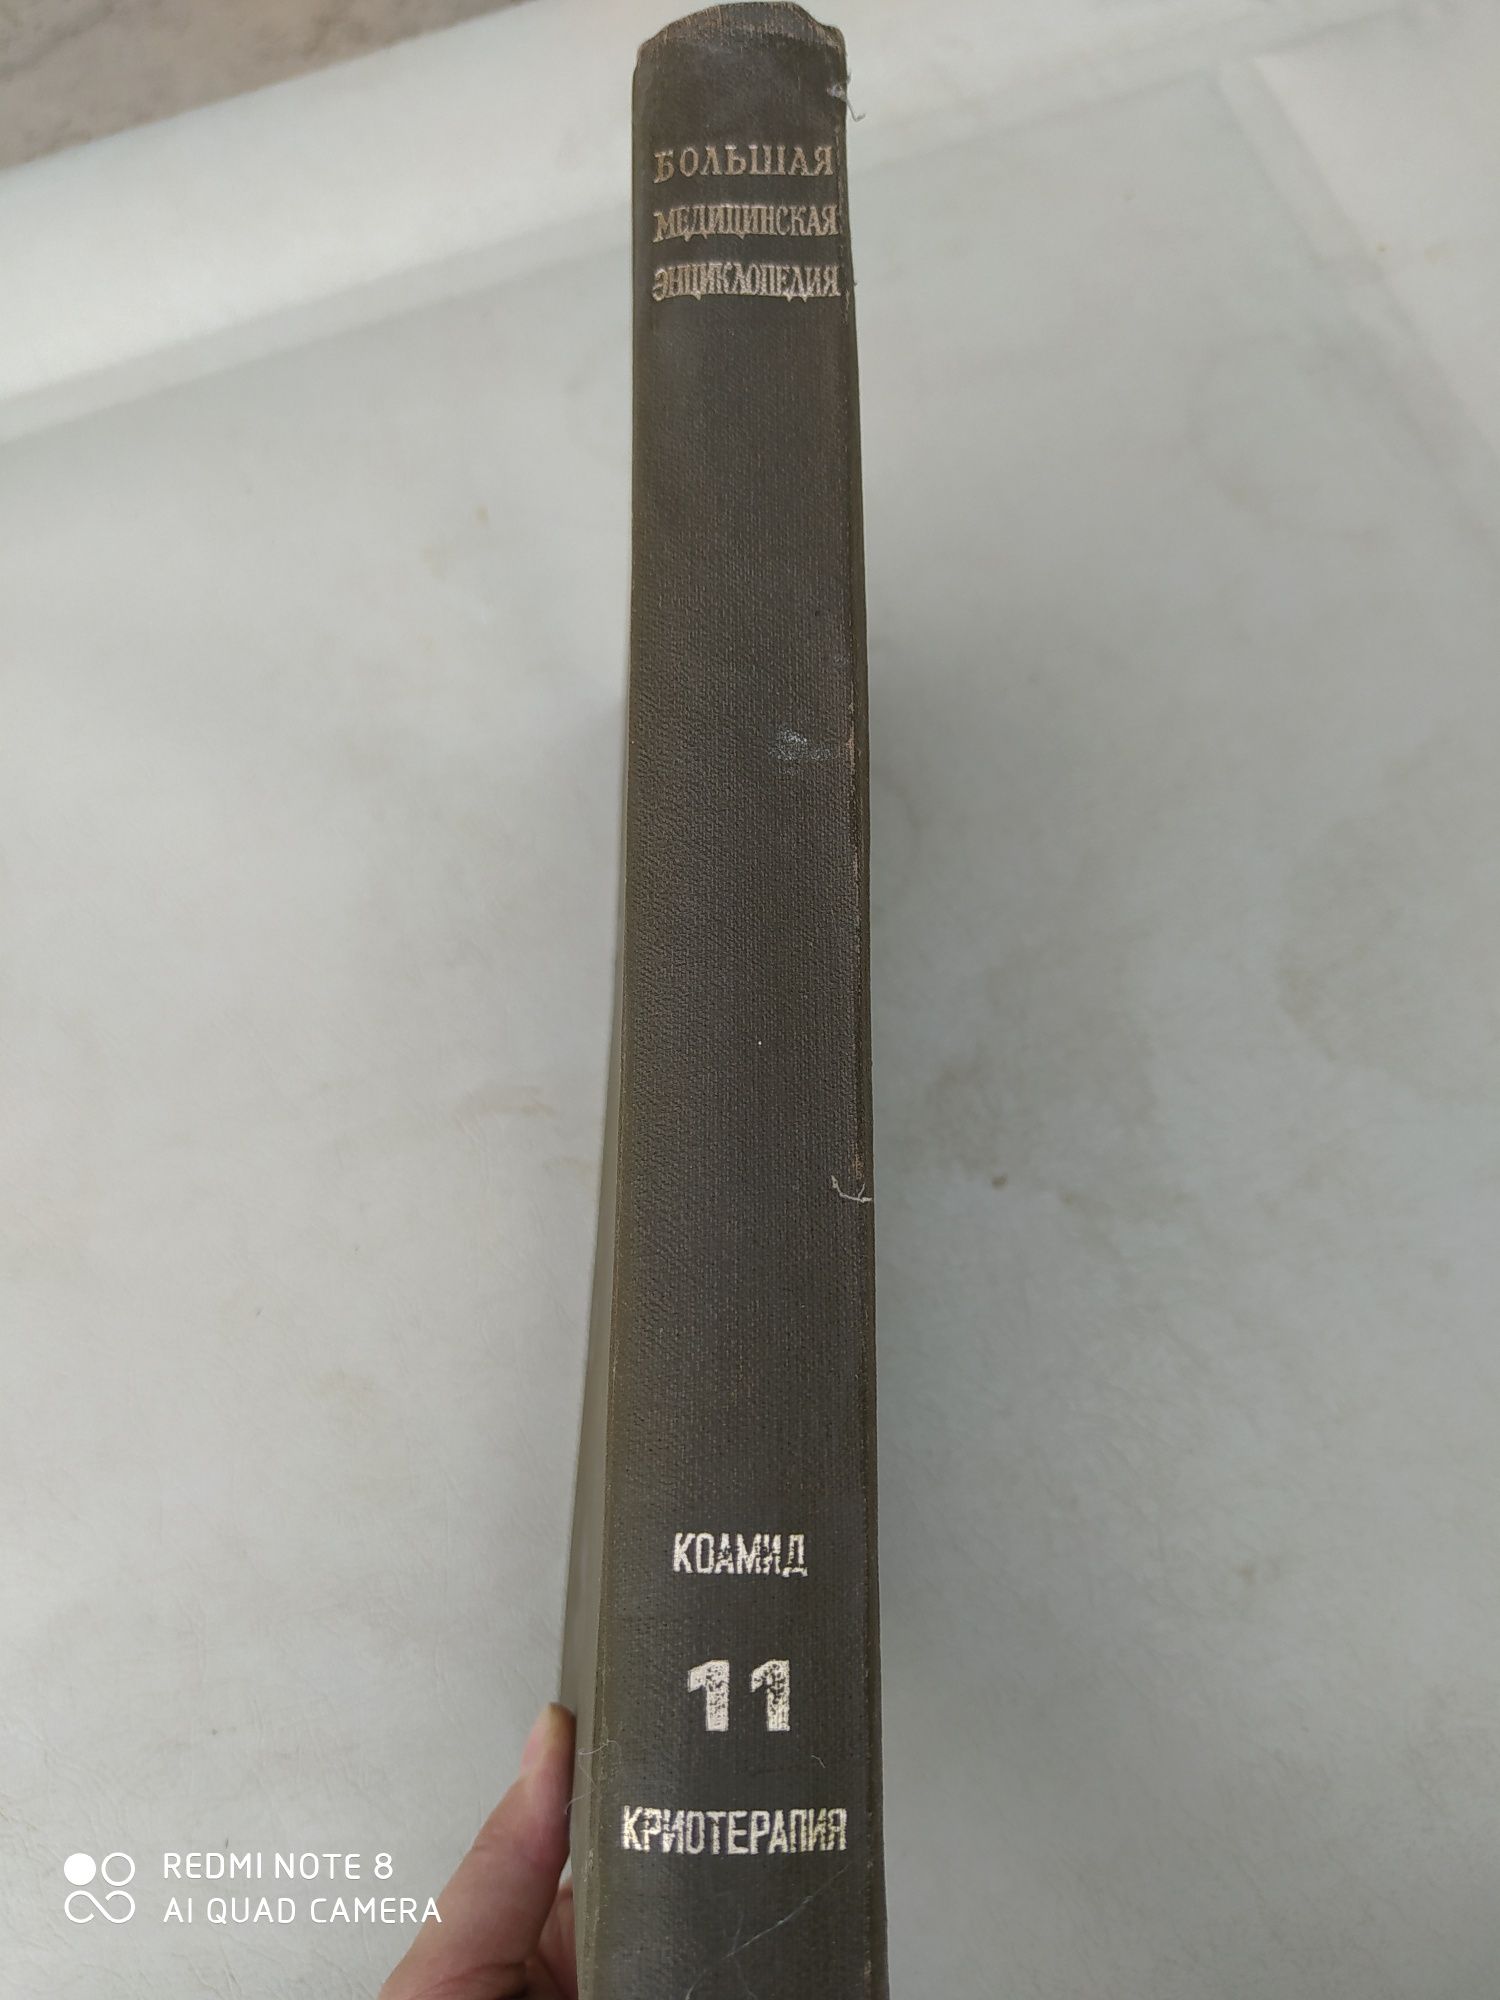 БОЛЬШАЯ
МЕДИЦИНСКАЯ
ЭНЦИКЛОПЕДИЯ
КОАМИД
11
КРИОТЕРАПИЯ
REDMI NOTE 8
AI QUAD CAMERA